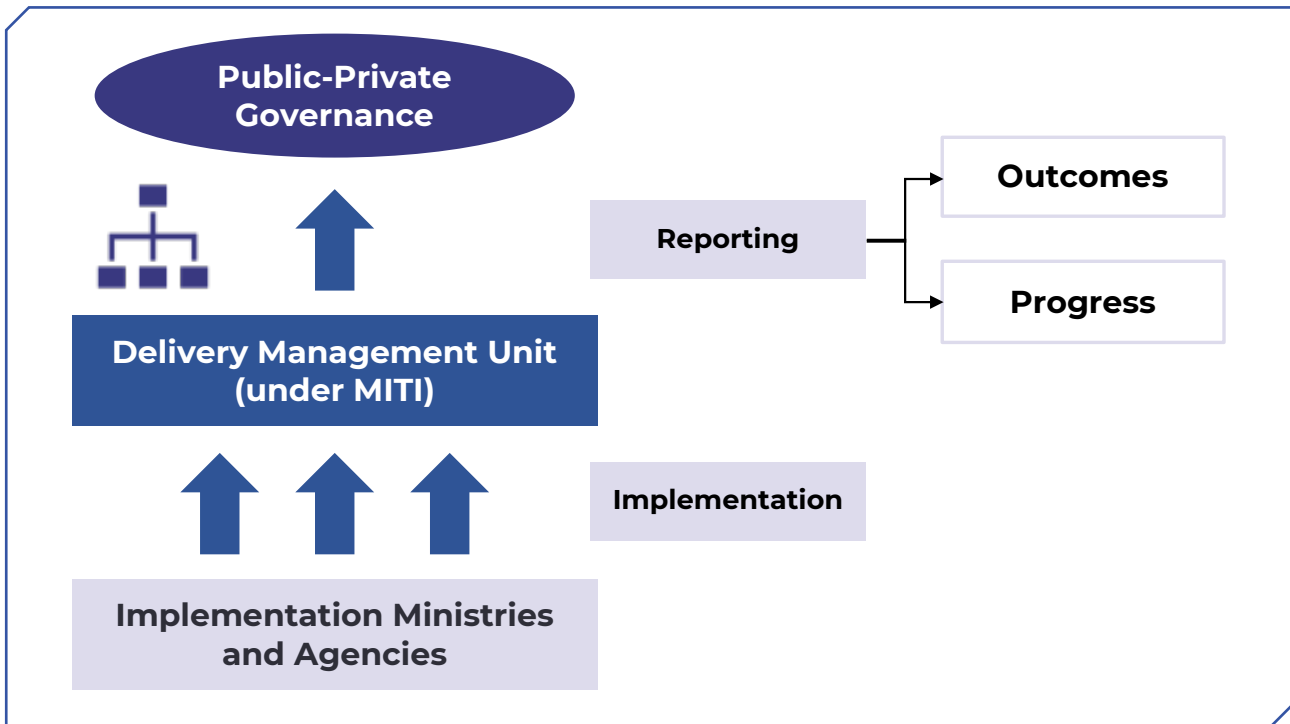 Public-Private
Governance
Reporting
Outcomes
Progress
Delivery Management Unit
(under MITI)
Implementation
Implementation Ministries
and Agencies